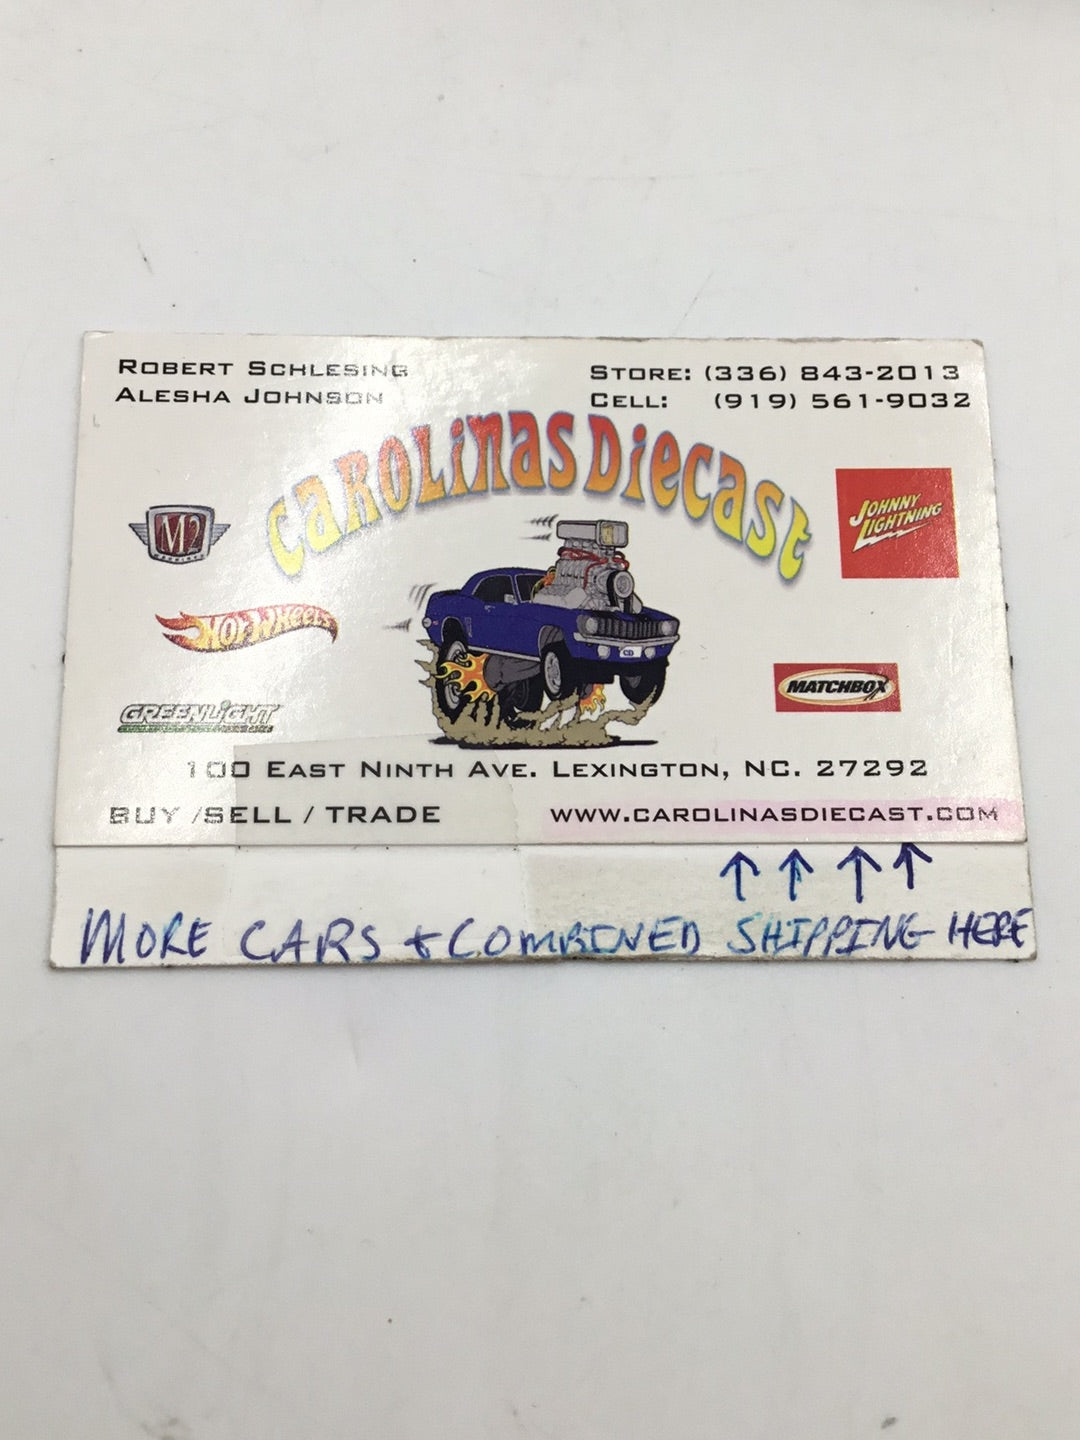 ROBERT SCHLESING
ALESHA JOHNSON
STORE: (336) 843-2013
CELL: (919) 561-9032
CAROLINAS DIECAST
M2
JOHNNY
LIGHTNING
HOT WHEELS
MATCHBOX
GREENLIGHT
CD
100 EAST NINTH AVE. LEXINGTON, NC. 27292
BUY /SELL / TRADE
WWW.CAROLINASDIECAST.COM
↑ ↑ ↑ ↑
MORE CARS + COMBINED SHIPPING HERE